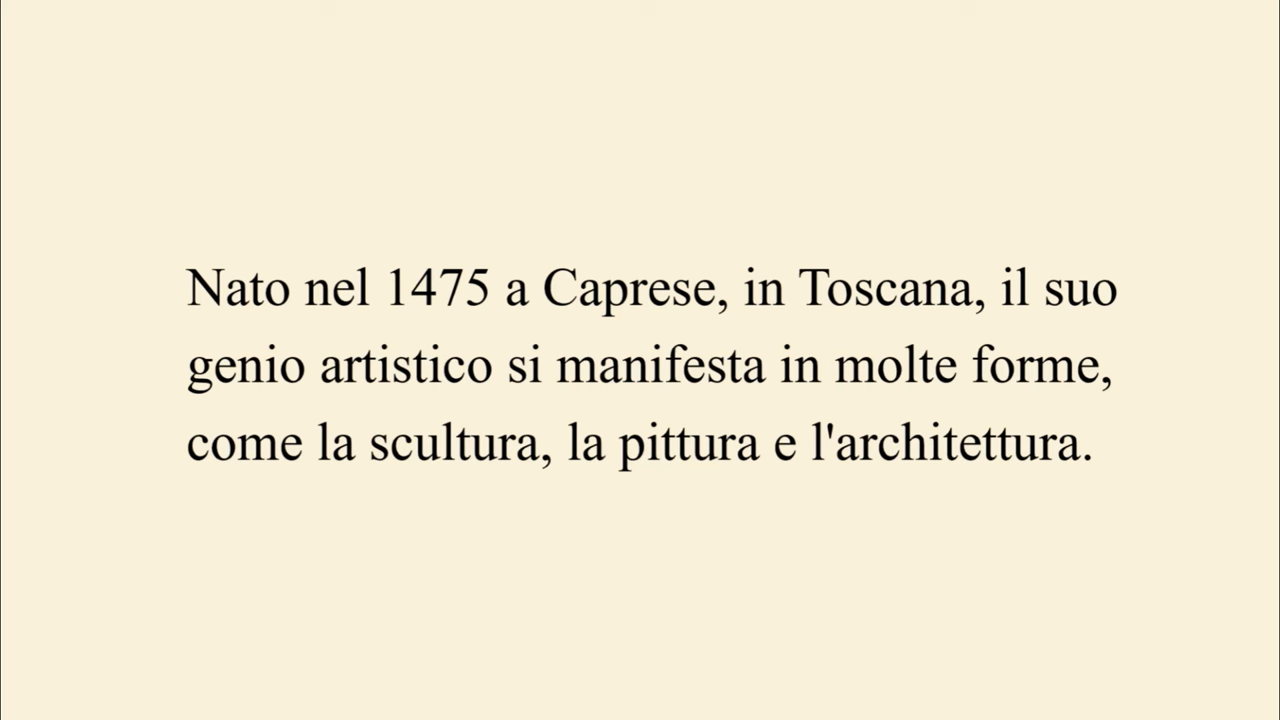 Nato nel 1475 a Caprese, in Toscana, il suo
genio artistico si manifesta in molte forme,
come la scultura, la pittura e l'architettura.